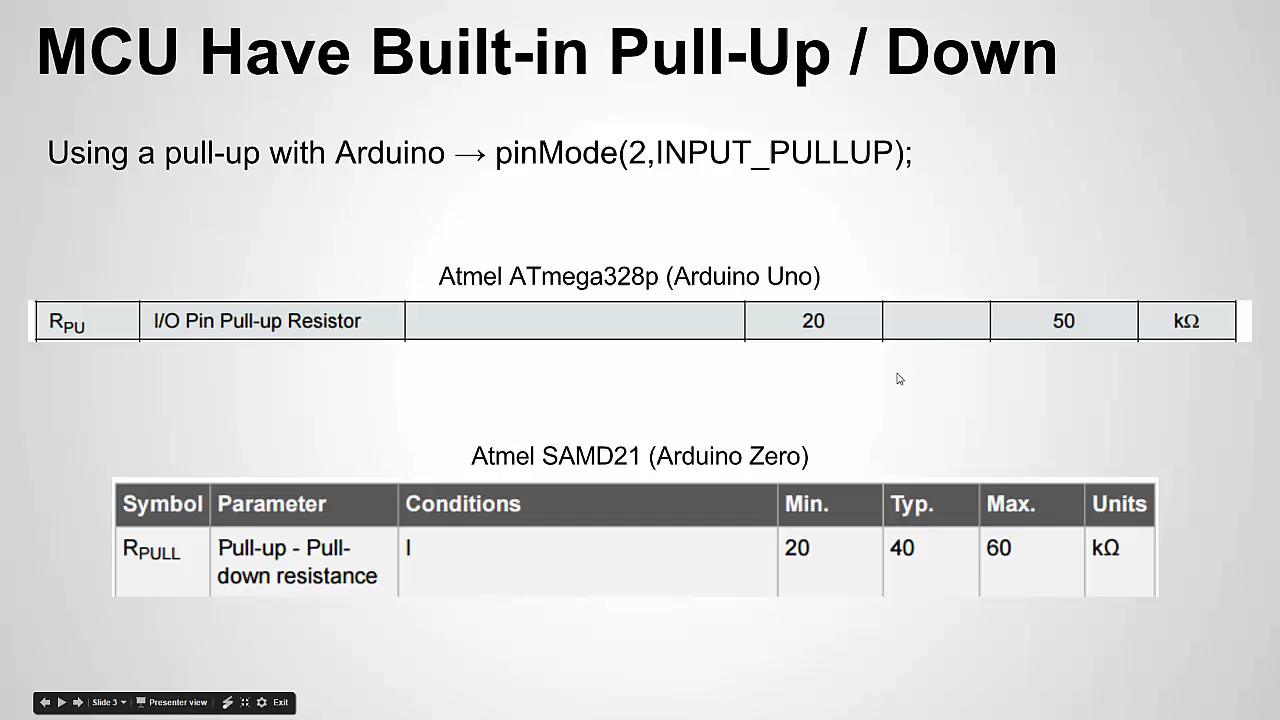 MCU Have Built-in Pull-Up / Down
Using a pull-up with Arduino → pinMode(2,INPUT_PULLUP);
Atmel ATmega328p (Arduino Uno)
RPU I/O Pin Pull-up Resistor 20 50 kΩ
Atmel SAMD21 (Arduino Zero)
Symbol Parameter Conditions Min. Typ. Max. Units
RPULL Pull-up - Pull- I 20 40 60 kΩ
down resistance
Slide 3 Presenter view Exit